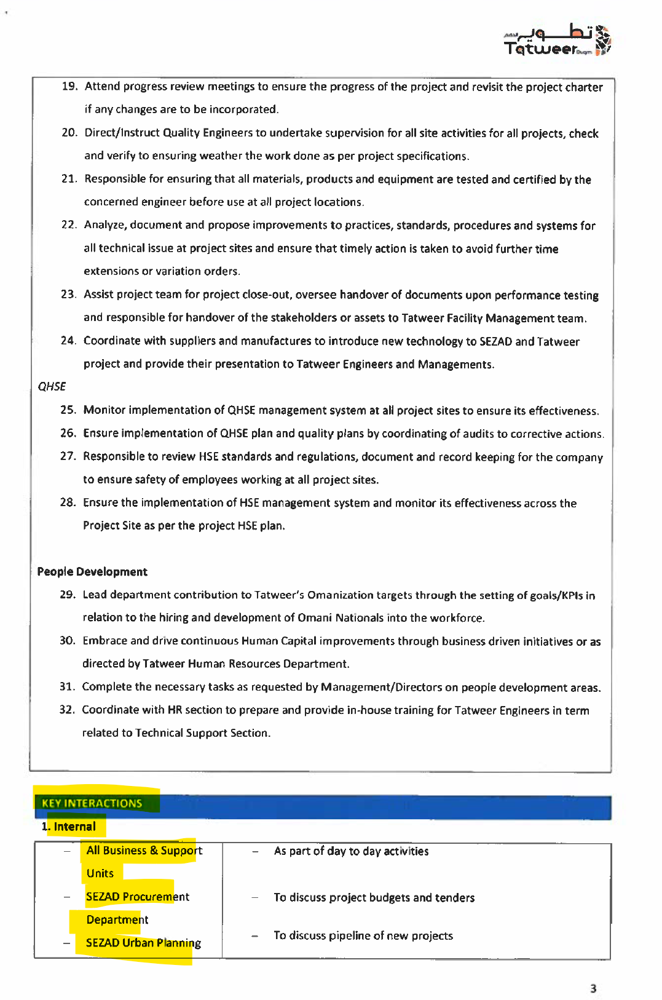 تطوير
Tatweer
19. Attend progress review meetings to ensure the progress of the project and revisit the project charter
if any changes are to be incorporated.
20. Direct/Instruct Quality Engineers to undertake supervision for all site activities for all projects, check
and verify to ensuring weather the work done as per project specifications.
21. Responsible for ensuring that all materials, products and equipment are tested and certified by the
concerned engineer before use at all project locations.
22. Analyze, document and propose improvements to practices, standards, procedures and systems for
all technical issue at project sites and ensure that timely action is taken to avoid further time
extensions or variation orders.
23. Assist project team for project close-out, oversee handover of documents upon performance testing
and responsible for handover of the stakeholders or assets to Tatweer Facility Management team.
24. Coordinate with suppliers and manufactures to introduce new technology to SEZAD and Tatweer
project and provide their presentation to Tatweer Engineers and Managements.
QHSE
25. Monitor implementation of QHSE management system at all project sites to ensure its effectiveness.
26. Ensure implementation of QHSE plan and quality plans by coordinating of audits to corrective actions.
27. Responsible to review HSE standards and regulations, document and record keeping for the company
to ensure safety of employees working at all project sites.
28. Ensure the implementation of HSE management system and monitor its effectiveness across the
Project Site as per the project HSE plan.
People Development
29. Lead department contribution to Tatweer's Omanization targets through the setting of goals/KPIs in
relation to the hiring and development of Omani Nationals into the workforce.
30. Embrace and drive continuous Human Capital improvements through business driven initiatives or as
directed by Tatweer Human Resources Department.
31. Complete the necessary tasks as requested by Management/Directors on people development areas.
32. Coordinate with HR section to prepare and provide in-house training for Tatweer Engineers in term
related to Technical Support Section.
KEY INTERACTIONS
1. Internal
– All Business & Support
Units
– As part of day to day activities
– SEZAD Procurement
Department
– To discuss project budgets and tenders
– SEZAD Urban Planning
– To discuss pipeline of new projects
3